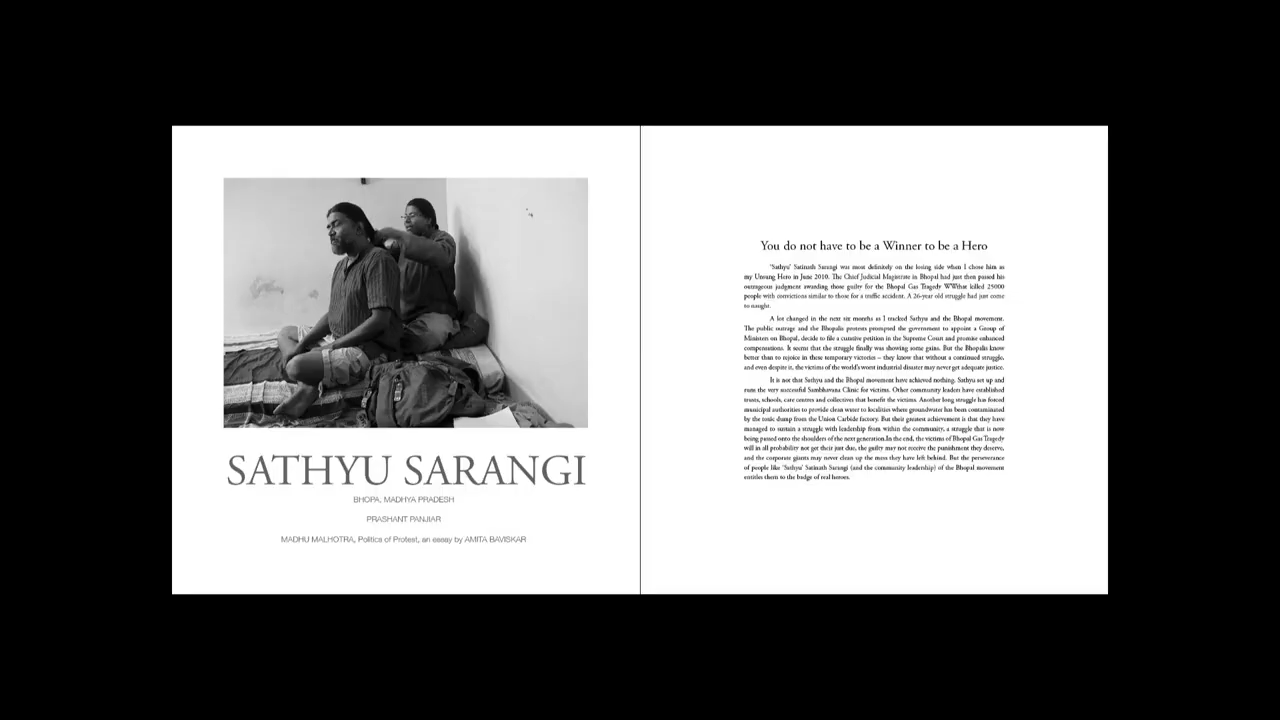 SATHYU SARANGI
BHOPA, MADHYA PRADESH
PRASHANT PANJIAR
MADHU MALHOTRA, Politics of Protest, an essay by AMITA BAVISKAR
You do not have to be a Winner to be a Hero
'Sathyu' Satinath Sarangi was most definitely on the losing side when I chose him as
my Unsung Hero in June 2010. The Chief Judicial Magistrate in Bhopal had just then passed his
outrageous judgment awarding those guilty for the Bhopal Gas Tragedy WWthat killed 25000
people with convictions similar to those for a traffic accident. A 26-year old struggle had just come
to naught.
A lot changed in the next six months as I tracked Sathyu and the Bhopal movement.
The public outrage and the Bhopalis protests prompted the government to appoint a Group of
Ministers on Bhopal, decide to file a curative petition in the Supreme Court and promise enhanced
compensations. It seems that the struggle finally was showing some gains. But the Bhopalis know
better than to rejoice in these temporary victories – they know that without a continued struggle,
and even despite it, the victims of the world's worst industrial disaster may never get adequate justice.
It is not that Sathyu and the Bhopal movement have achieved nothing. Sathyu set up and
runs the very successful Sambhavana Clinic for victims. Other community leaders have established
trusts, schools, care centres and collectives that benefit the victims. Another long struggle has forced
municipal authorities to provide clean water to localities where groundwater has been contaminated
by the toxic dump from the Union Carbide factory. But their greatest achievement is that they have
managed to sustain a struggle with leadership from within the community, a struggle that is now
being passed onto the shoulders of the next generation.In the end, the victims of Bhopal Gas Tragedy
will in all probability not get their just due, the guilty may not receive the punishment they deserve,
and the corporate giants may never clean up the mess they have left behind. But the perseverance
of people like 'Sathyu' Satinath Sarangi (and the community leadership) of the Bhopal movement
entitles them to the badge of real heroes.